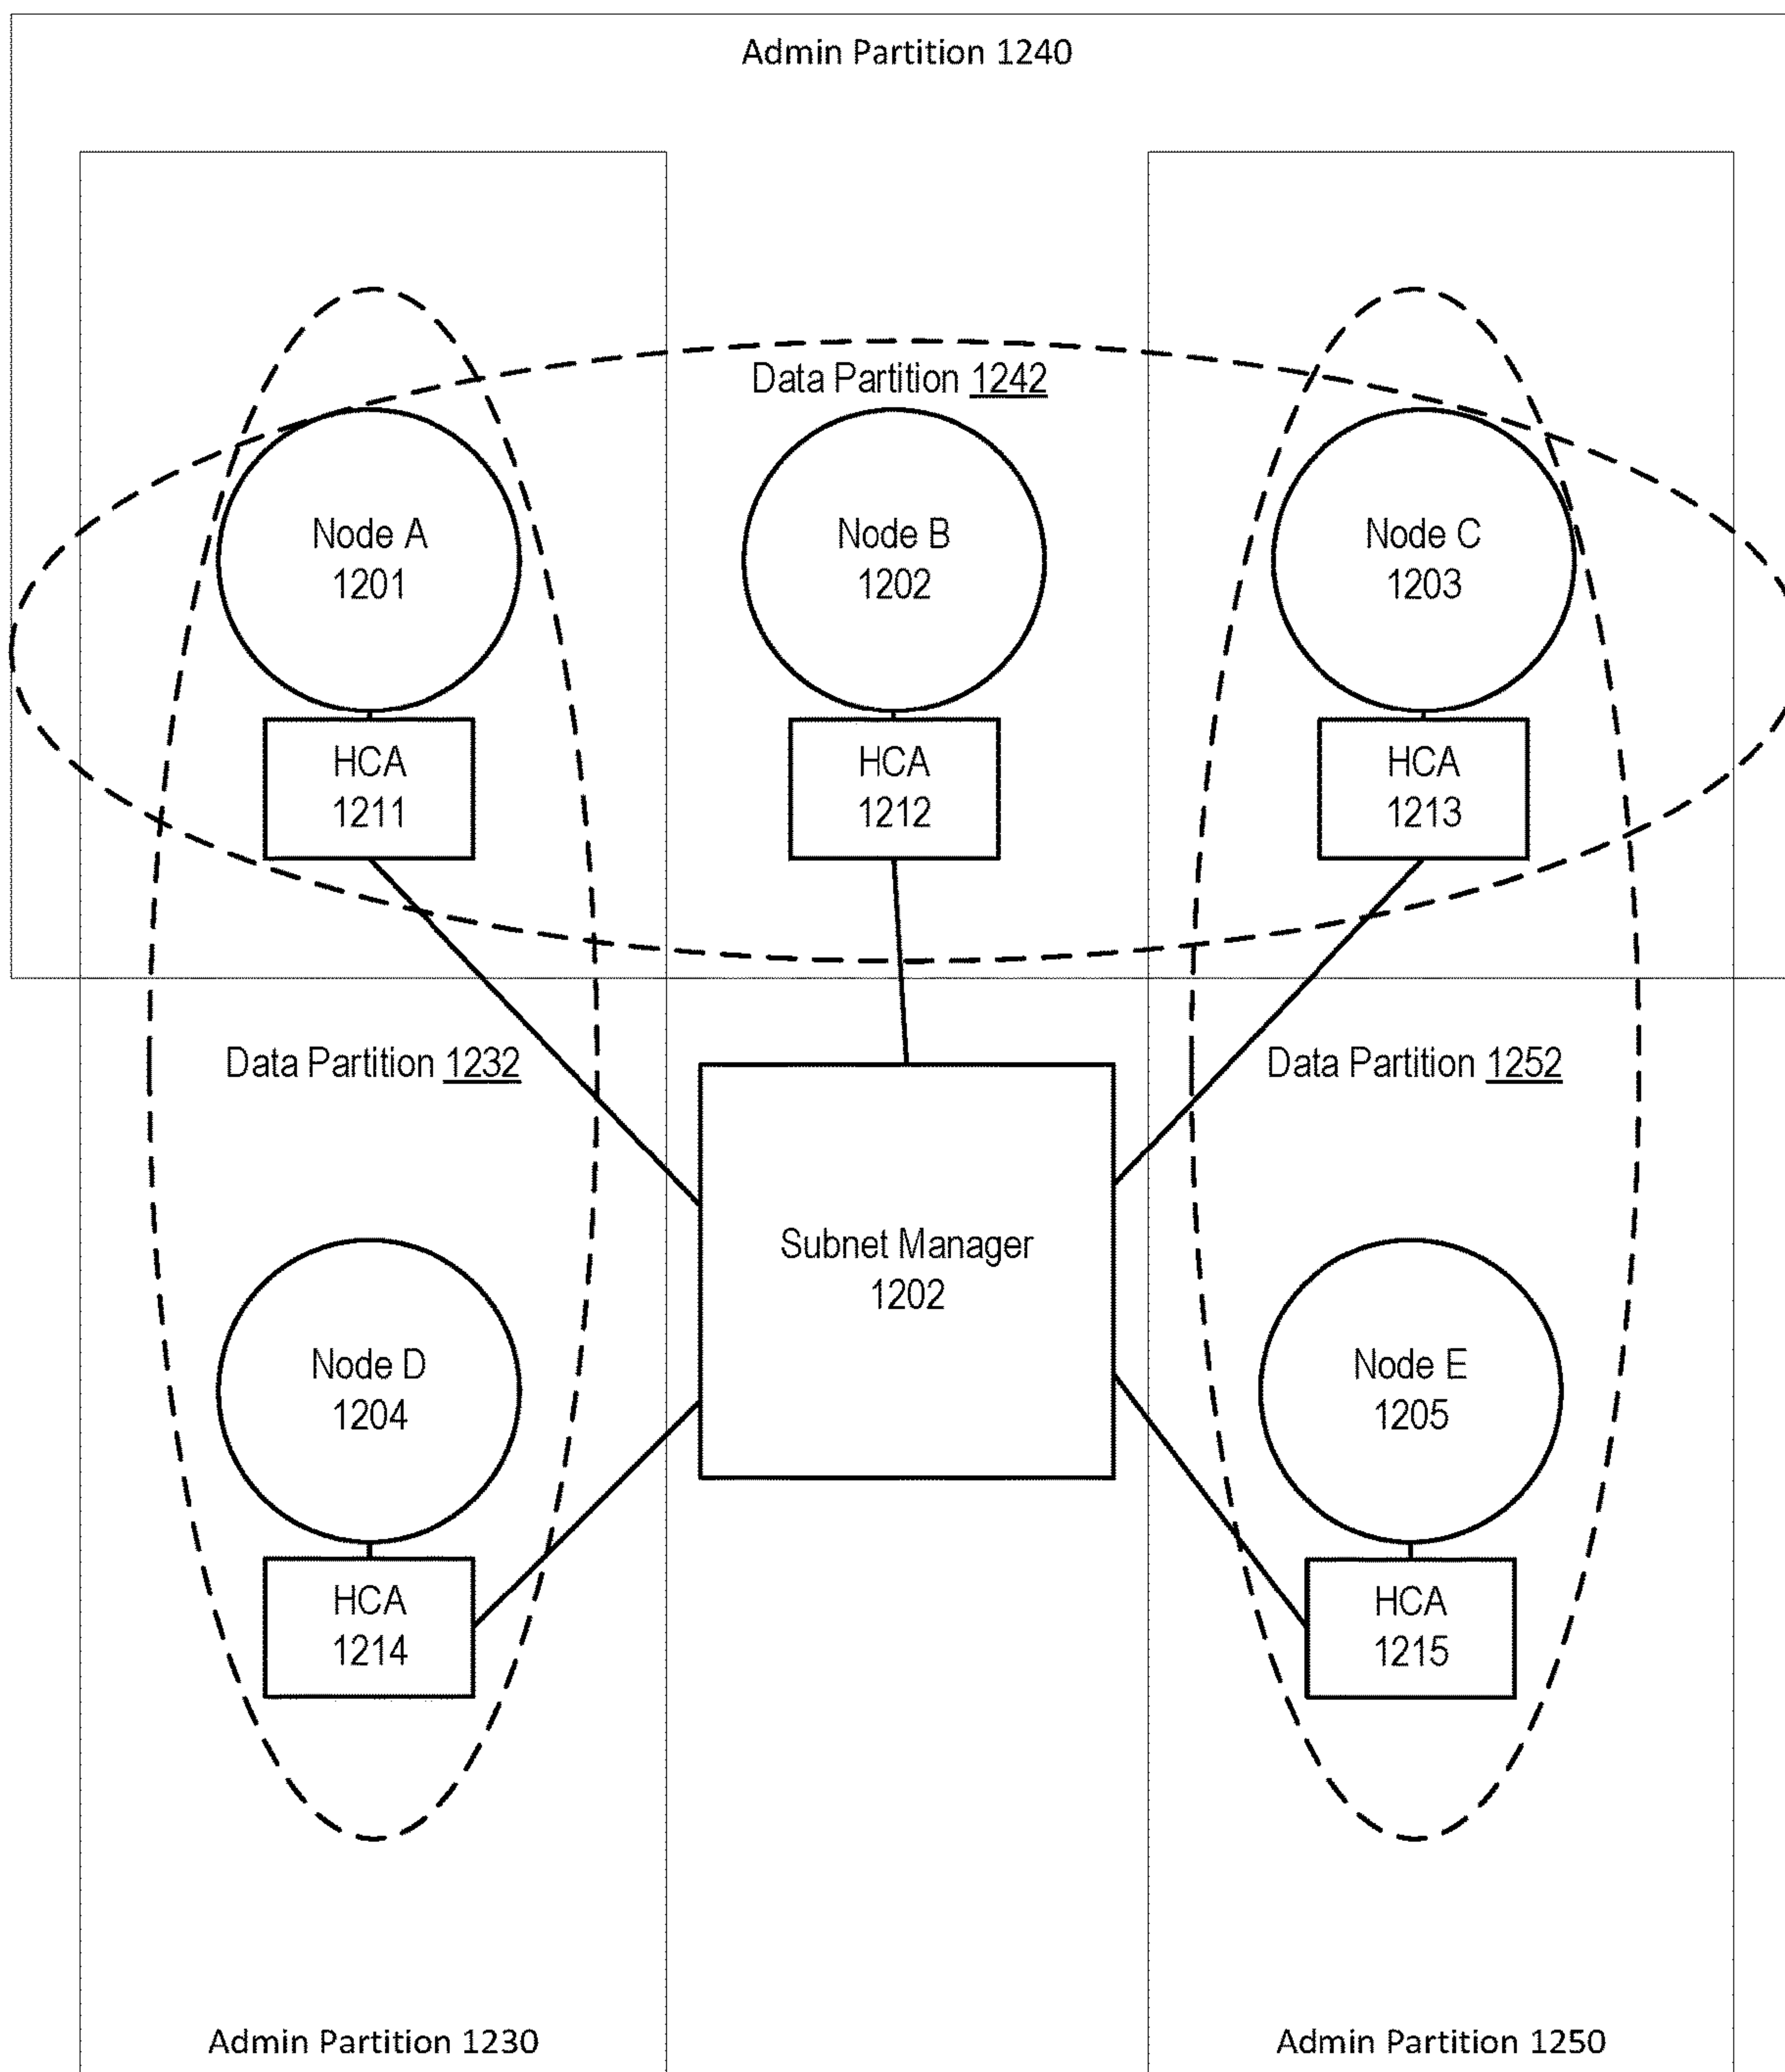 Admin Partition 1240
Data Partition 1242
Node A
1201
Node B
1202
Node C
1203
HCA
1211
HCA
1212
HCA
1213
Data Partition 1232
Data Partition 1252
Subnet Manager
1202
Node D
1204
Node E
1205
HCA
1214
HCA
1215
Admin Partition 1230
Admin Partition 1250